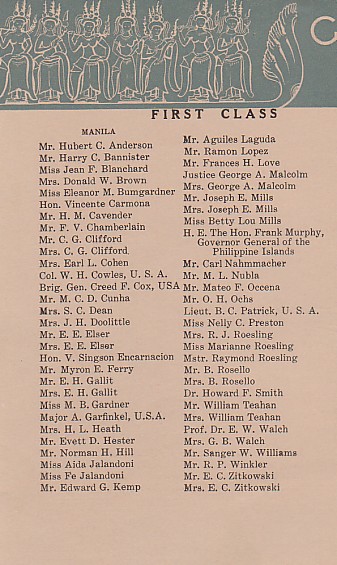 C
FIRST CLASS
MANILA
Mr. Hubert C. Anderson
Mr. Harry C. Bannister
Miss Jean F. Blanchard
Mrs. Donald W. Brown
Miss Eleanor M. Bumgardner
Hon. Vincente Carmona
Mr. H. M. Cavender
Mr. F. V. Chamberlain
Mr. C. G. Clifford
Mrs. C. G. Clifford
Mrs. Earl L. Cohen
Col. W. H. Cowles, U. S. A.
Brig. Gen. Creed F. Cox, USA
Mr. M. C. D. Cunha
Mrs. S. C. Dean
Mrs. J. H. Doolittle
Mr. E. E. Elser
Mrs. E. E. Elser
Hon. V. Singson Encarnacion
Mr. Myron E. Ferry
Mr. E. H. Gallit
Mrs. E. H. Gallit
Miss M. B. Gardner
Major A. Garfinkel, U.S.A.
Mrs. H. L. Heath
Mr. Evett D. Hester
Mr. Norman H. Hill
Miss Aida Jalandoni
Miss Fe Jalandoni
Mr. Edward G. Kemp
Mr. Aguiles Laguda
Mr. Ramon Lopez
Mr. Frances H. Love
Justice George A. Malcolm
Mrs. George A. Malcolm
Mr. Joseph E. Mills
Mrs. Joseph E. Mills
Miss Betty Lou Mills
H. E. The Hon. Frank Murphy,
Governor General of the
Philippine Islands
Mr. Carl Nahmmacher
Mr. M. L. Nubla
Mr. Mateo F. Occena
Mr. O. H. Ochs
Lieut. B. C. Patrick, U. S. A.
Miss Nelly C. Preston
Mrs. R. J. Roesling
Miss Marianne Roesling
Mstr. Raymond Roesling
Mr. B. Rosello
Mrs. B. Rosello
Dr. Howard F. Smith
Mr. William Teahan
Mrs. William Teahan
Prof. Dr. E. W. Walch
Mrs. G. B. Walch
Mr. Sanger W. Williams
Mr. R. P. Winkler
Mr. E. C. Zitkowski
Mrs. E. C. Zitkowski